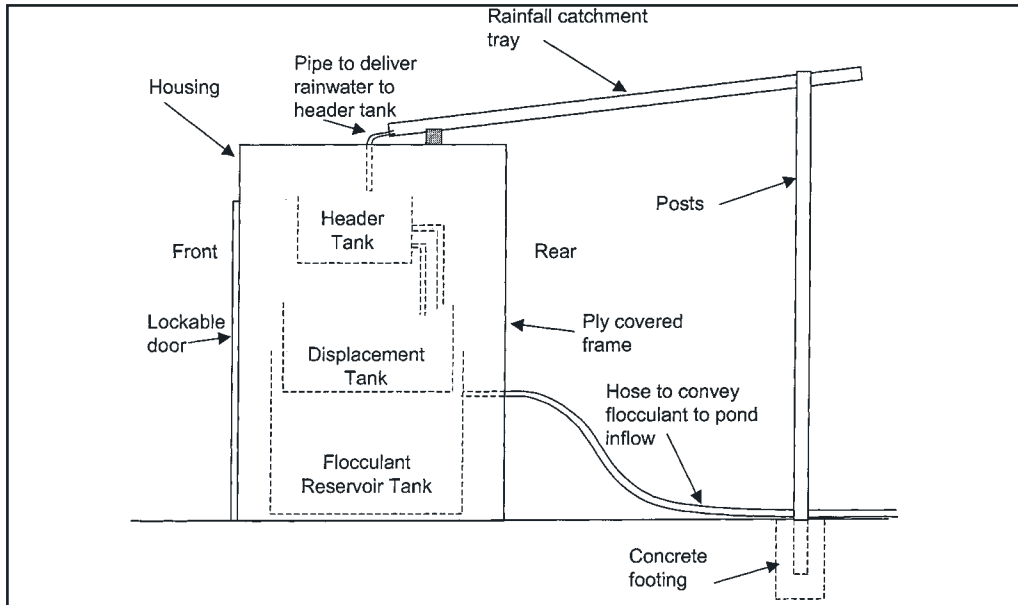 Rainfall catchment
tray
Pipe to deliver
rainwater to
header tank
Housing
Header
Tank
Posts
Front
Rear
Lockable
door
Ply covered
frame
Displacement
Tank
Hose to convey
flocculant to pond
inflow
Flocculant
Reservoir Tank
Concrete
footing